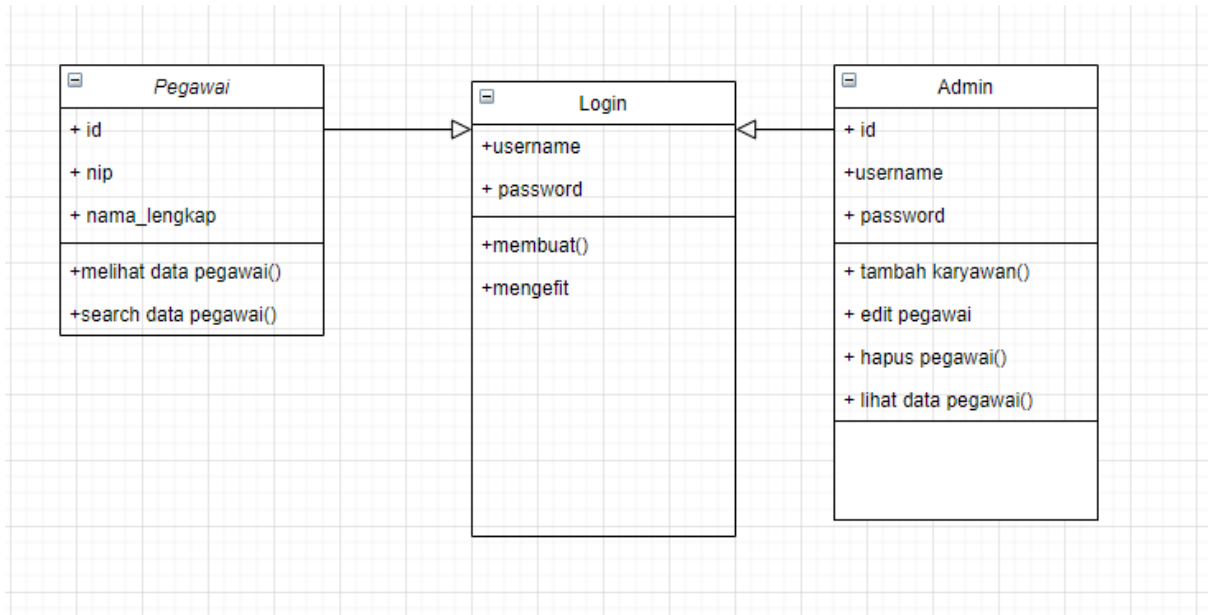 Pegawai
+ id
+ nip
+ nama_lengkap
+melihat data pegawai()
+search data pegawai()
Login
+username
+ password
+membuat()
+mengefit
Admin
+ id
+username
+ password
+ tambah karyawan()
+ edit pegawai
+ hapus pegawai()
+ lihat data pegawai()